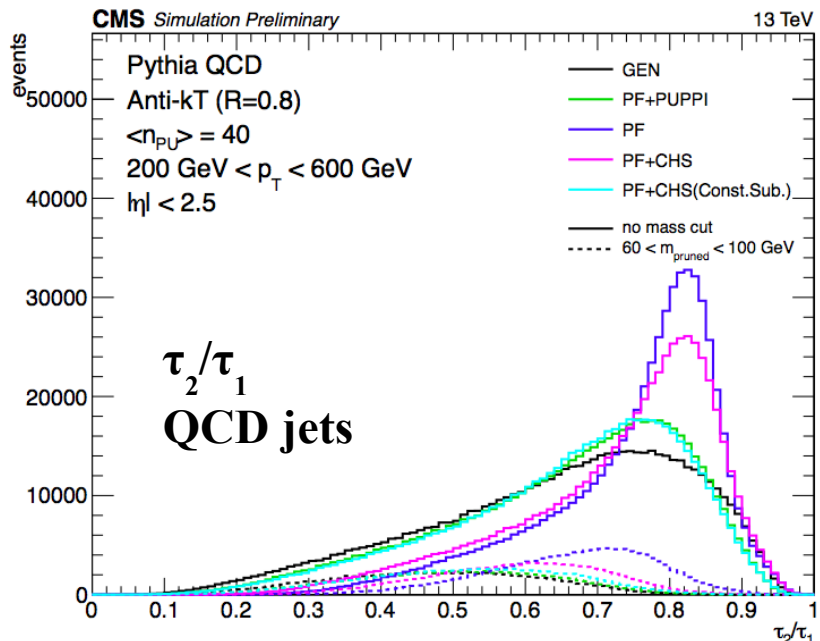 CMS Simulation Preliminary 13 TeV
events
Pythia QCD
Anti-kT (R=0.8)
<n_PU> = 40
200 GeV < p_T < 600 GeV
|η| < 2.5
GEN
PF+PUPPI
PF
PF+CHS
PF+CHS(Const.Sub.)
no mass cut
60 < m_pruned < 100 GeV
τ₂/τ₁
QCD jets
50000
40000
30000
20000
10000
0
0 0.1 0.2 0.3 0.4 0.5 0.6 0.7 0.8 0.9 1
τ₂/τ₁